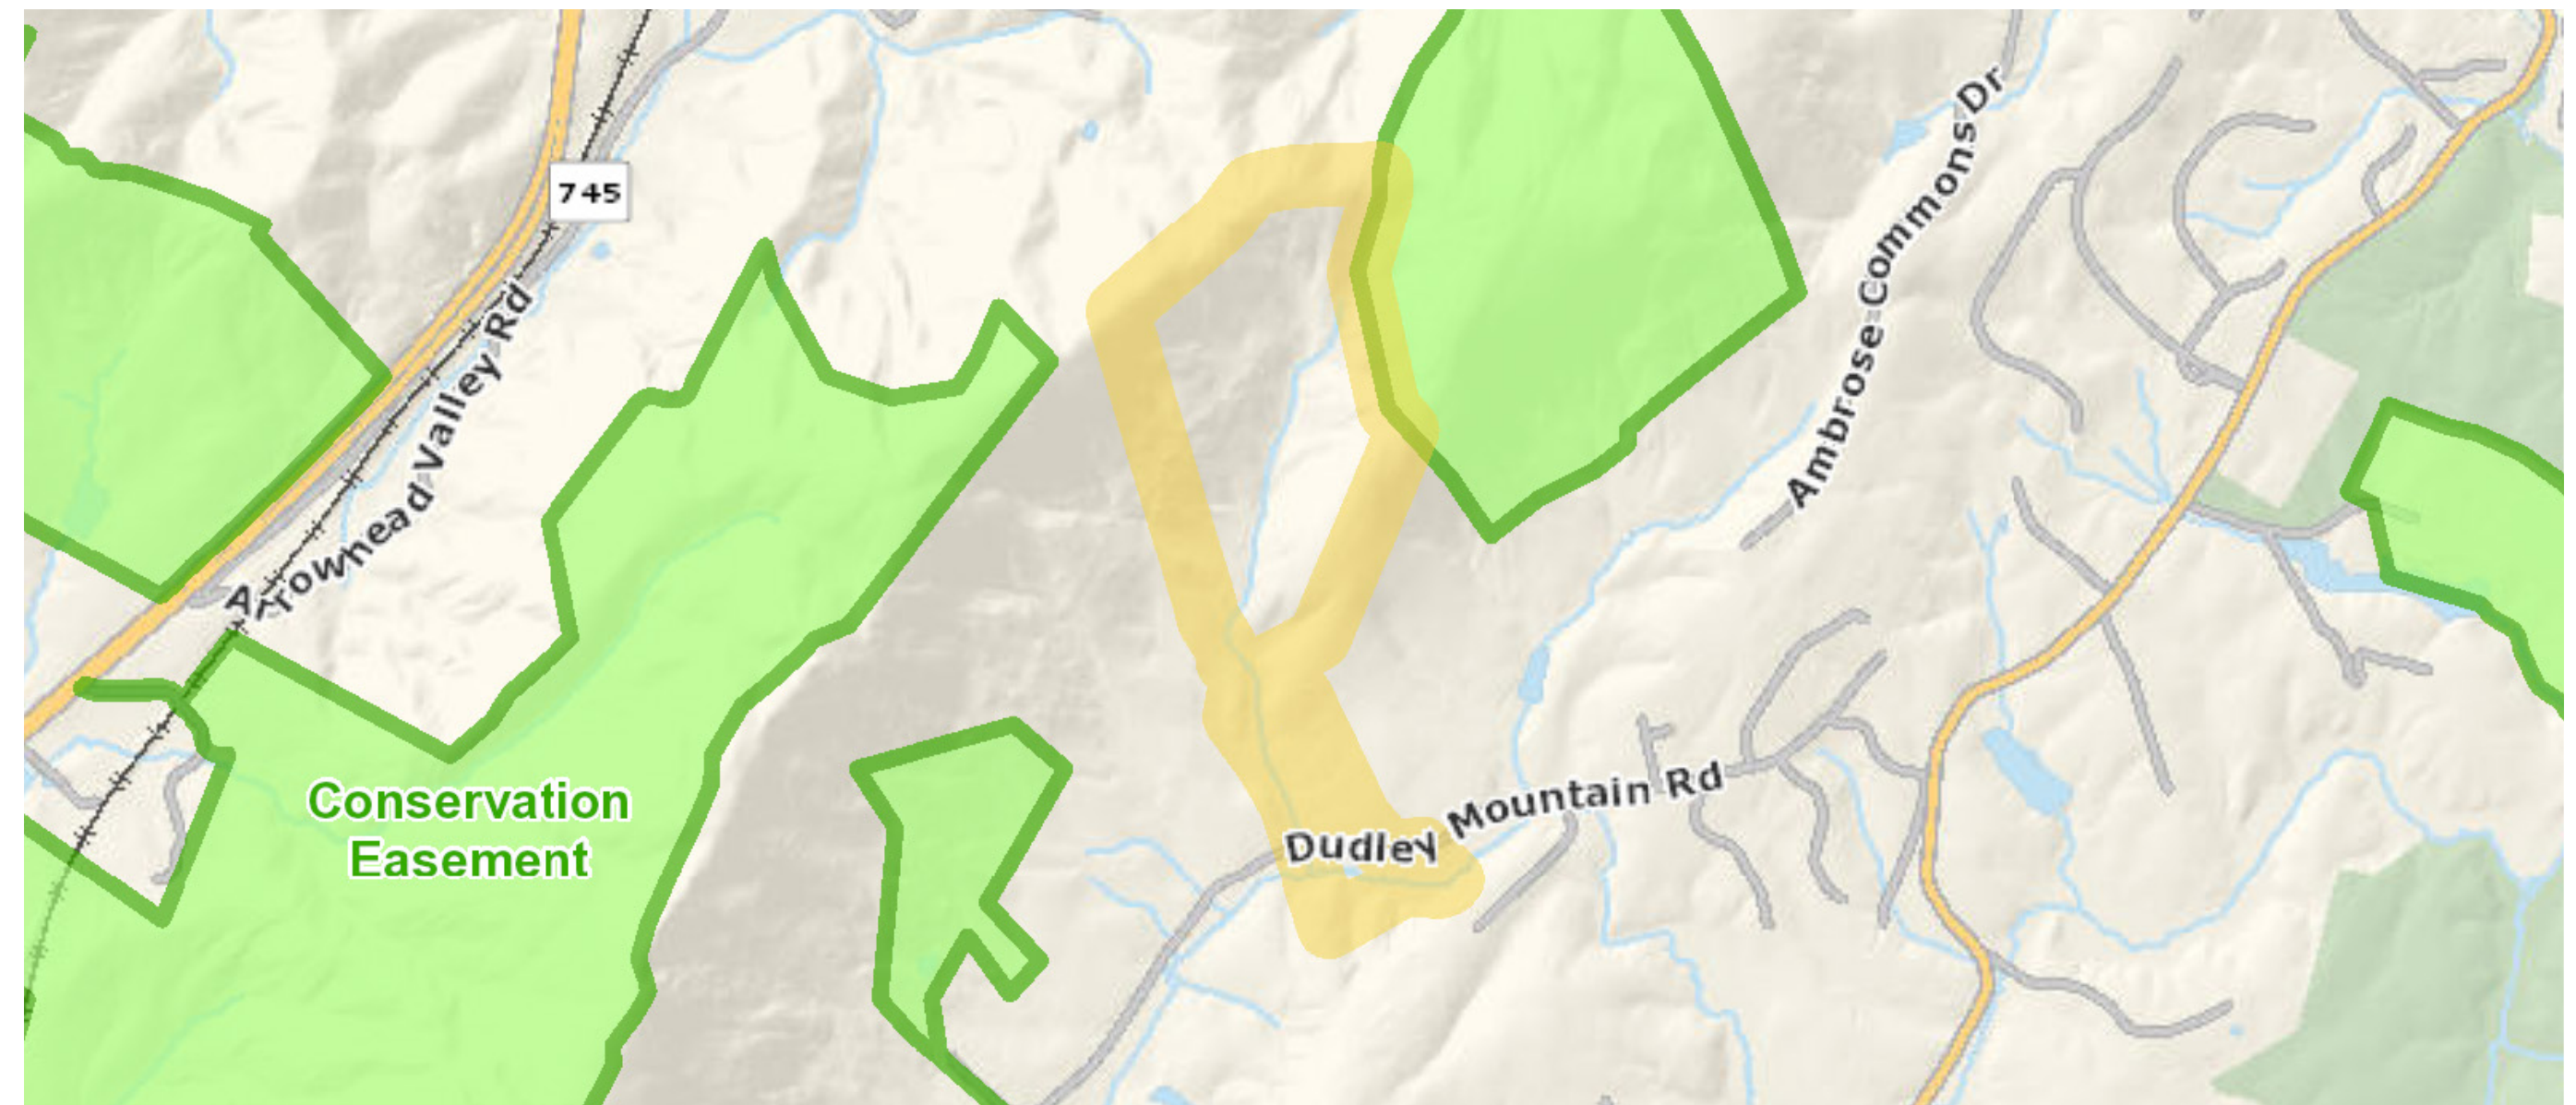 745
Ambrose Commons Dr
Arrowhead Valley Rd
Conservation
Easement
Dudley Mountain Rd